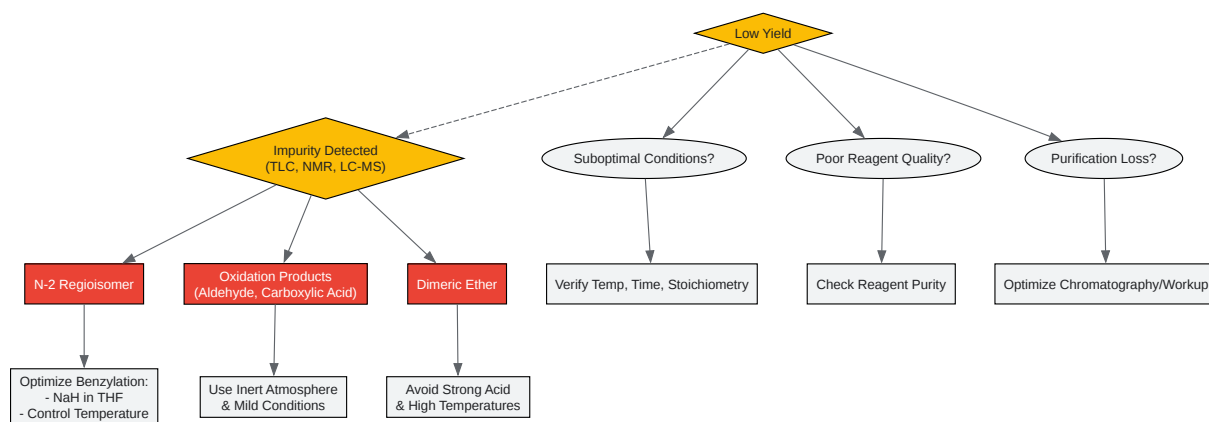 Low Yield
Impurity Detected
(TLC, NMR, LC-MS)
Suboptimal Conditions?
Poor Reagent Quality?
Purification Loss?
N-2 Regioisomer
Oxidation Products
(Aldehyde, Carboxylic Acid)
Dimeric Ether
Verify Temp, Time, Stoichiometry
Check Reagent Purity
Optimize Chromatography/Workup
Optimize Benzylation:
- NaH in THF
- Control Temperature
Use Inert Atmosphere
& Mild Conditions
Avoid Strong Acid
& High Temperatures